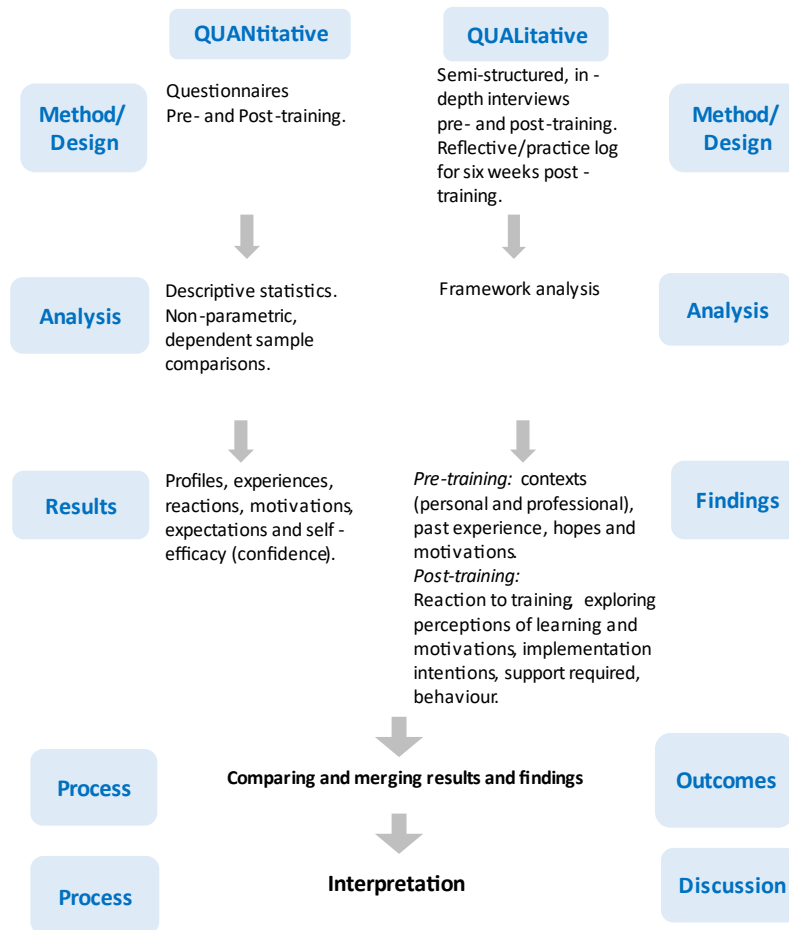 QUANtitative
QUALitative
Method/
Design
Questionnaires
Pre- and Post-training.
Semi-structured, in -
depth interviews
pre- and post-training.
Reflective/practice log
for six weeks post -
training.
Method/
Design
Analysis
Descriptive statistics.
Non-parametric,
dependent sample
comparisons.
Framework analysis
Analysis
Results
Profiles, experiences,
reactions, motivations,
expectations and self -
efficacy (confidence).
Pre-training: contexts
(personal and professional),
past experience, hopes and
motivations.
Post-training:
Reaction to training, exploring
perceptions of learning and
motivations, implementation
intentions, support required,
behaviour.
Findings
Process
Comparing and merging results and findings
Outcomes
Process
Interpretation
Discussion